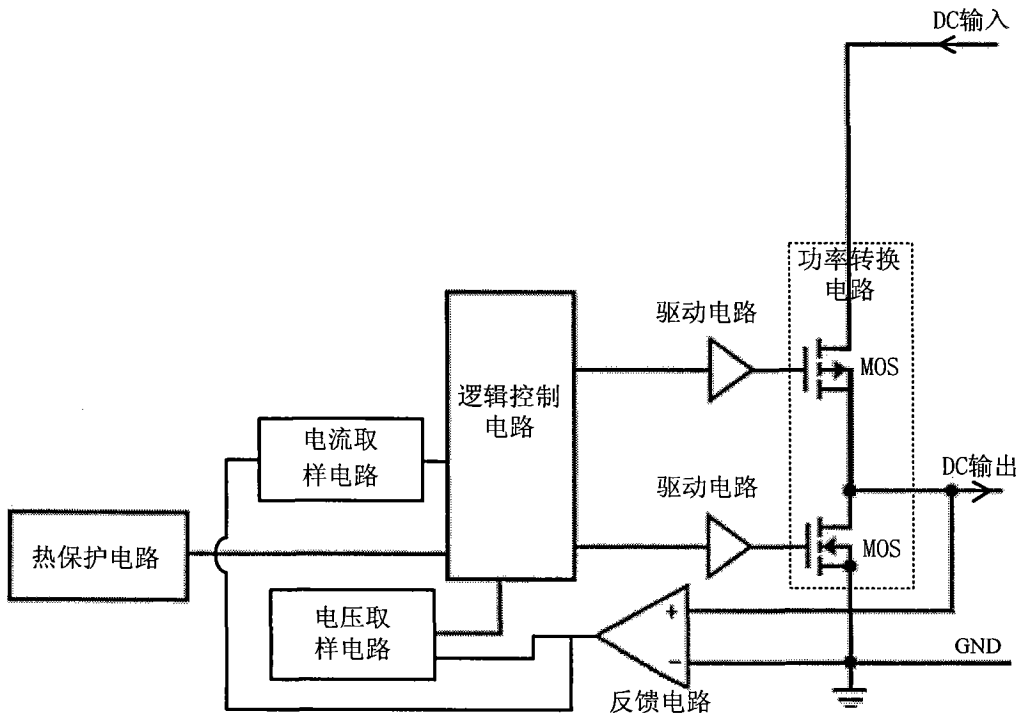 DC输入
功率转换
电路
驱动电路
MOS
逻辑控制
电路
电流取
样电路
DC输出
驱动电路
MOS
热保护电路
电压取
样电路
+
−
GND
反馈电路